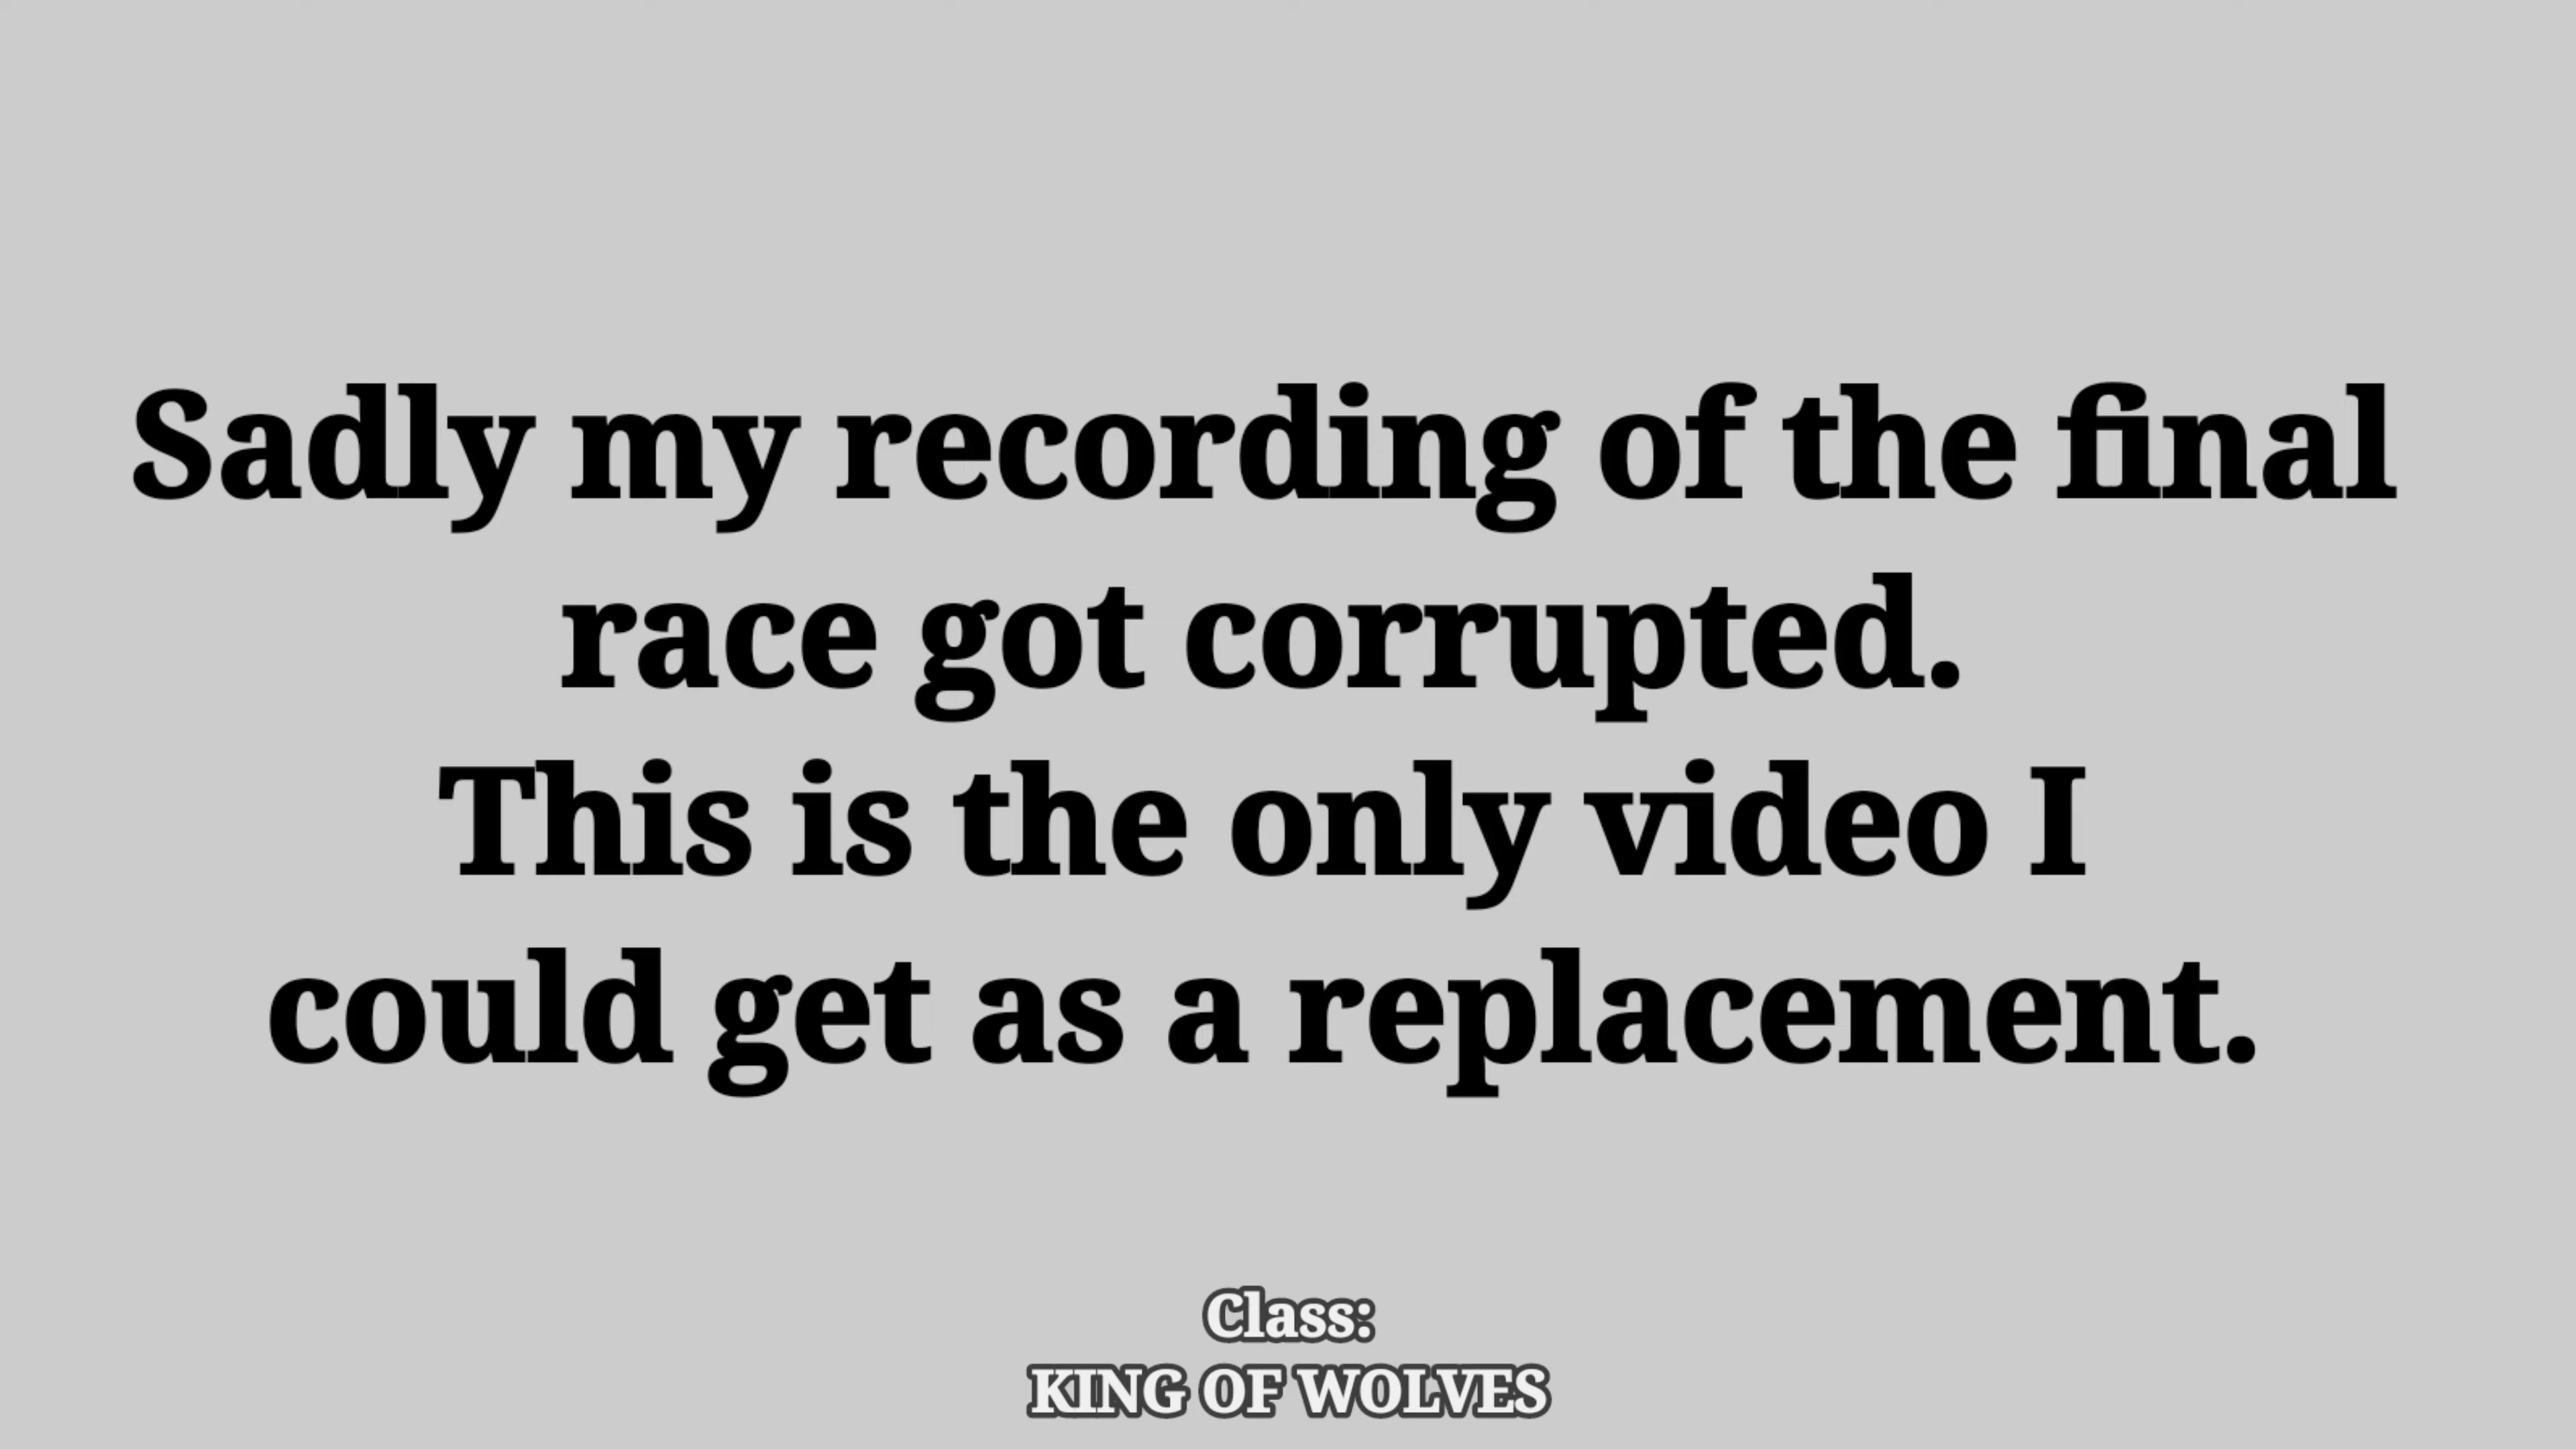 Sadly my recording of the final
race got corrupted.
This is the only video I
could get as a replacement.
Class:
KING OF WOLVES